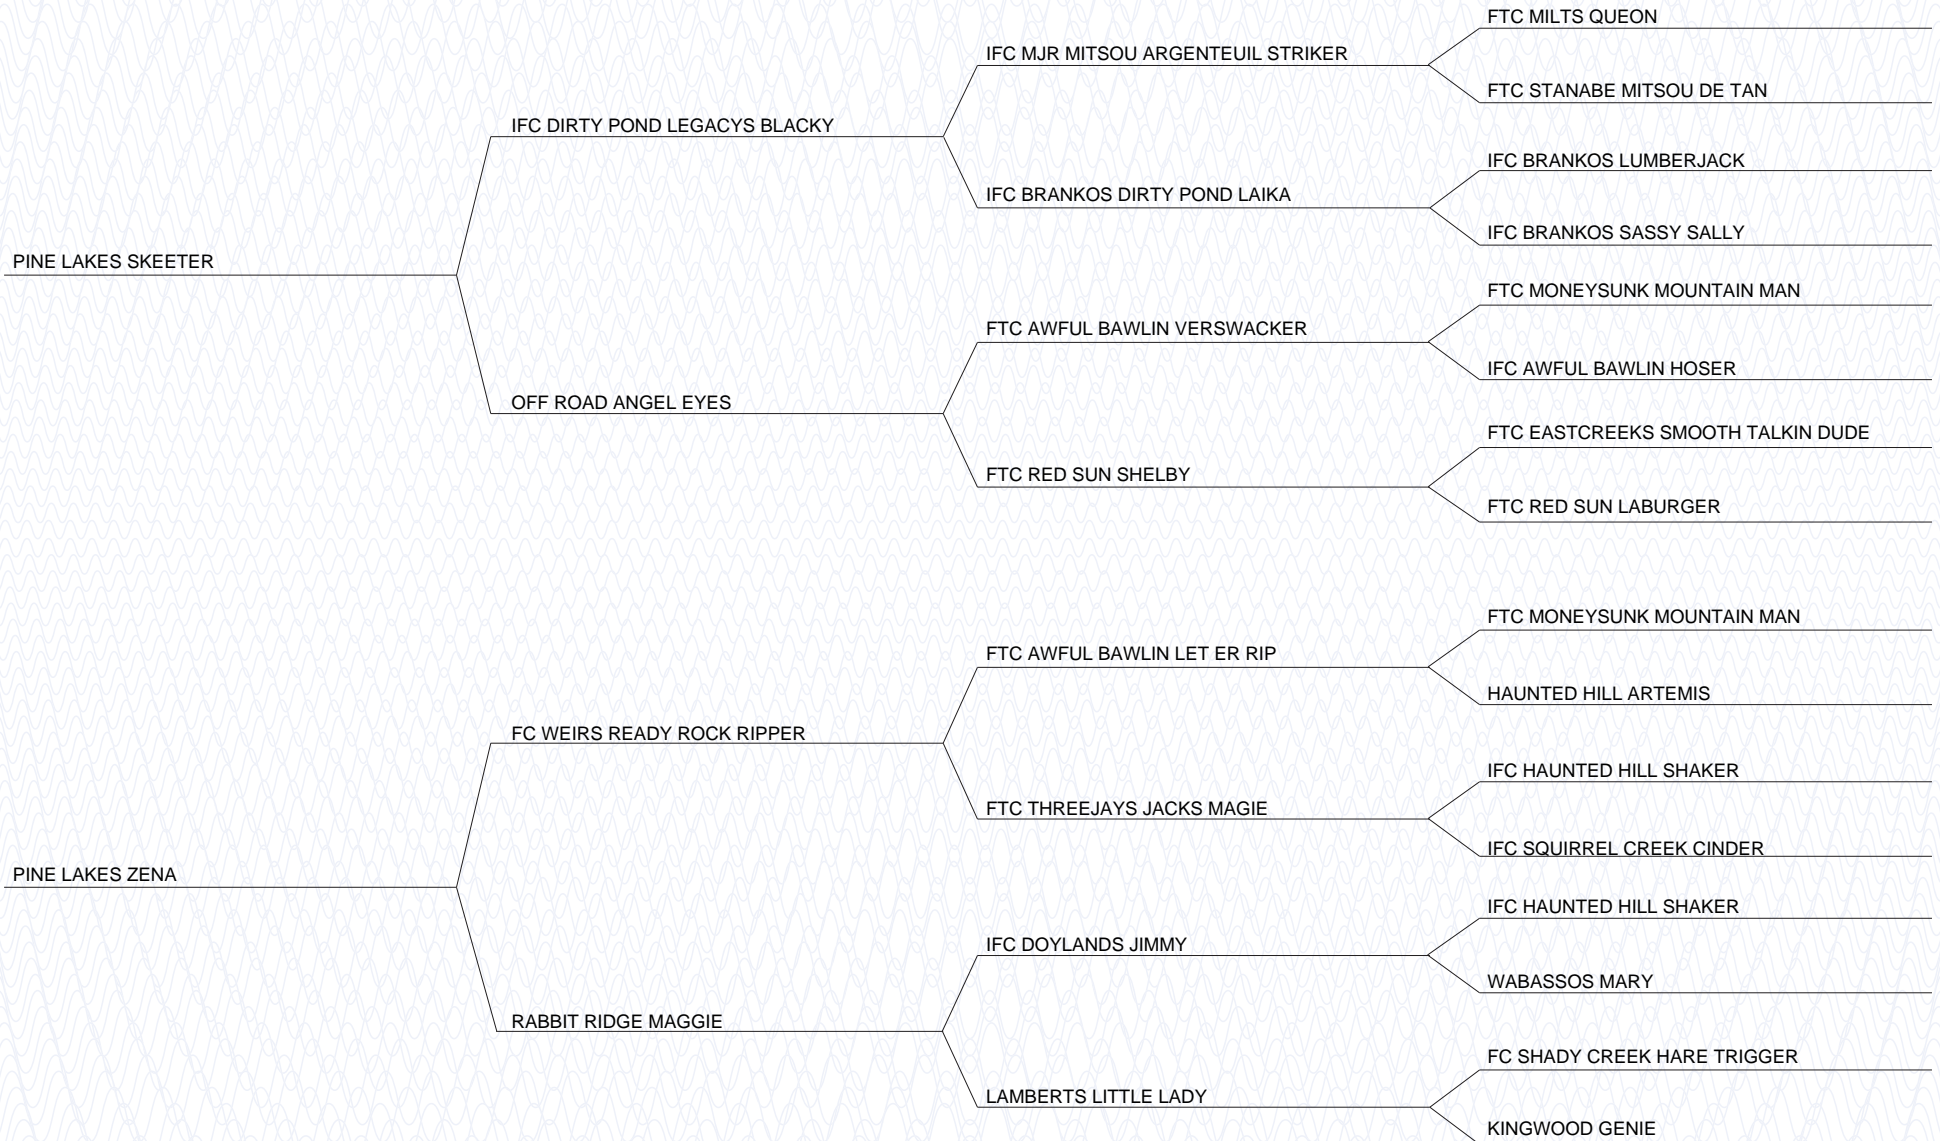 FTC MILTS QUEON
IFC MJR MITSOU ARGENTEUIL STRIKER
FTC STANABE MITSOU DE TAN
IFC DIRTY POND LEGACYS BLACKY
IFC BRANKOS LUMBERJACK
IFC BRANKOS DIRTY POND LAIKA
IFC BRANKOS SASSY SALLY
PINE LAKES SKEETER
FTC MONEYSUNK MOUNTAIN MAN
FTC AWFUL BAWLIN VERSWACKER
IFC AWFUL BAWLIN HOSER
OFF ROAD ANGEL EYES
FTC EASTCREEKS SMOOTH TALKIN DUDE
FTC RED SUN SHELBY
FTC RED SUN LABURGER
FTC MONEYSUNK MOUNTAIN MAN
FTC AWFUL BAWLIN LET ER RIP
HAUNTED HILL ARTEMIS
FC WEIRS READY ROCK RIPPER
IFC HAUNTED HILL SHAKER
FTC THREEJAYS JACKS MAGIE
IFC SQUIRREL CREEK CINDER
PINE LAKES ZENA
IFC HAUNTED HILL SHAKER
IFC DOYLANDS JIMMY
WABASSOS MARY
RABBIT RIDGE MAGGIE
FC SHADY CREEK HARE TRIGGER
LAMBERTS LITTLE LADY
KINGWOOD GENIE